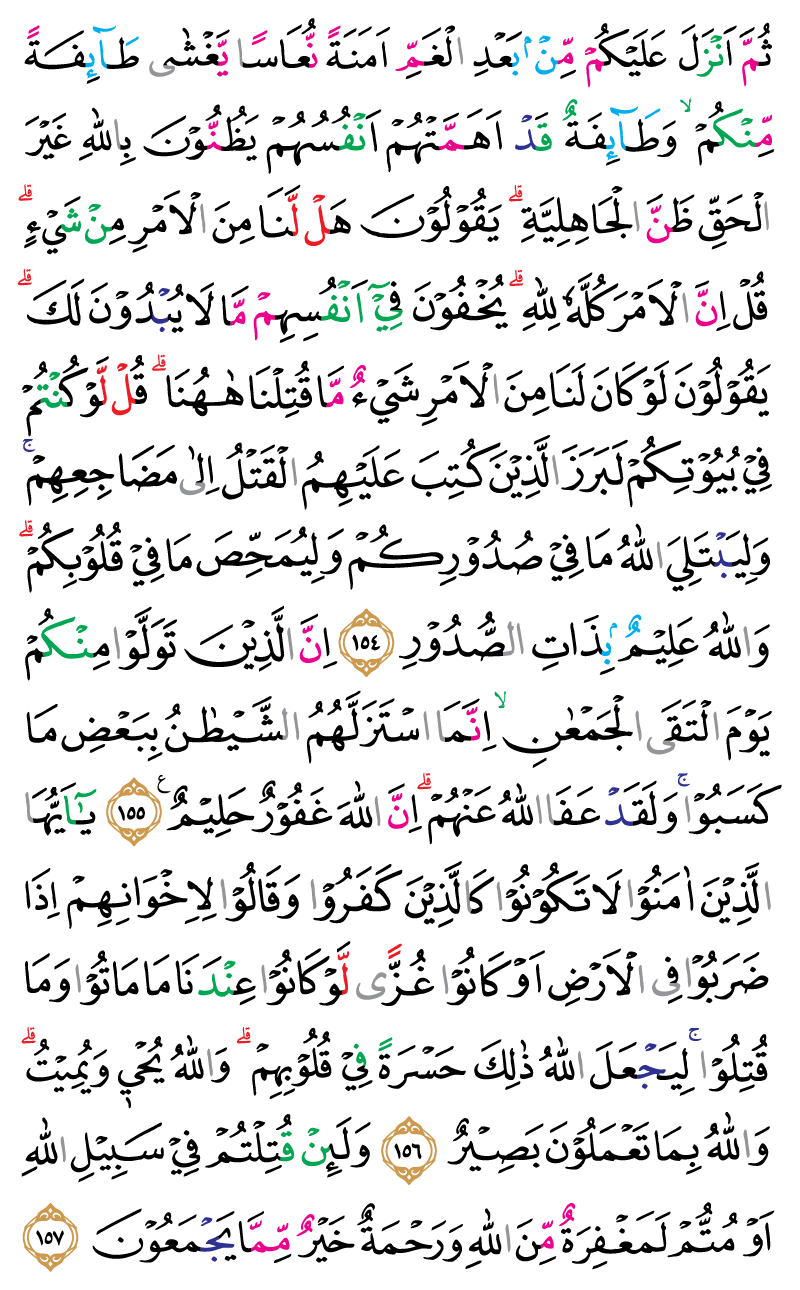 ثُمَّ اَنْزَلَ عَلَيْكُمْ مِّنْۢ بَعْدِ الْغَمِّ اَمَنَةً نُّعَاسًا يَّغْشٰى طَآئِفَةً
مِّنْكُمْ ۙ وَطَآئِفَةٌ قَدْ اَهَمَّتْهُمْ اَنْفُسُهُمْ يَظُنُّوْنَ بِاللّٰهِ غَيْرَ
الْحَقِّ ظَنَّ الْجَاهِلِيَّةِ ۗ يَقُوْلُوْنَ هَلْ لَّنَا مِنَ الْاَمْرِ مِنْ شَيْءٍ ۗ
قُلْ اِنَّ الْاَمْرَ كُلَّهٗ لِلّٰهِ ۗ يُخْفُوْنَ فِيْٓ اَنْفُسِهِمْ مَّا لَا يُبْدُوْنَ لَكَ ۗ
يَقُوْلُوْنَ لَوْ كَانَ لَنَا مِنَ الْاَمْرِ شَيْءٌ مَّا قُتِلْنَا هٰهُنَا ۗ قُلْ لَّوْ كُنْتُمْ
فِيْ بُيُوْتِكُمْ لَبَرَزَ الَّذِيْنَ كُتِبَ عَلَيْهِمُ الْقَتْلُ اِلٰى مَضَاجِعِهِمْ ۚ
وَلِيَبْتَلِيَ اللّٰهُ مَا فِيْ صُدُوْرِكُمْ وَلِيُمَحِّصَ مَا فِيْ قُلُوْبِكُمْ ۗ
وَاللّٰهُ عَلِيْمٌۢ بِذَاتِ الصُّدُوْرِ ١٥٤ اِنَّ الَّذِيْنَ تَوَلَّوْا مِنْكُمْ
يَوْمَ الْتَقَى الْجَمْعٰنِ ۙ اِنَّمَا اسْتَزَلَّهُمُ الشَّيْطٰنُ بِبَعْضِ مَا
كَسَبُوْا ۚ وَلَقَدْ عَفَا اللّٰهُ عَنْهُمْ ۗ اِنَّ اللّٰهَ غَفُوْرٌ حَلِيْمٌ ࣖ ١٥٥ يٰٓاَيُّهَا
الَّذِيْنَ اٰمَنُوْا لَا تَكُوْنُوْا كَالَّذِيْنَ كَفَرُوْا وَقَالُوْا لِاِخْوَانِهِمْ اِذَا
ضَرَبُوْا فِى الْاَرْضِ اَوْ كَانُوْا غُزًّى لَّوْ كَانُوْا عِنْدَنَا مَا مَاتُوْا وَمَا
قُتِلُوْا ۚ لِيَجْعَلَ اللّٰهُ ذٰلِكَ حَسْرَةً فِيْ قُلُوْبِهِمْ ۗ وَاللّٰهُ يُحْيٖ وَيُمِيْتُ ۗ
وَاللّٰهُ بِمَا تَعْمَلُوْنَ بَصِيْرٌ ١٥٦ وَلَئِنْ قُتِلْتُمْ فِيْ سَبِيْلِ اللّٰهِ
اَوْ مُتُّمْ لَمَغْفِرَةٌ مِّنَ اللّٰهِ وَرَحْمَةٌ خَيْرٌ مِّمَّا يَجْمَعُوْنَ ١٥٧